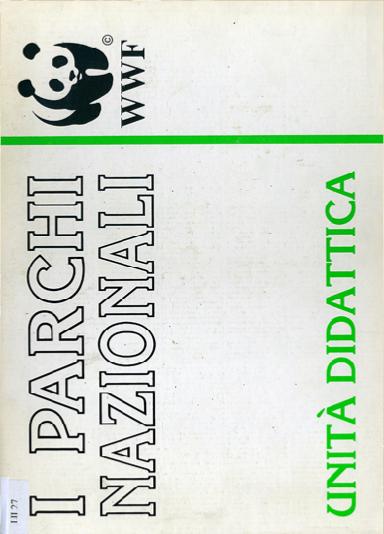 WWF
©
I PARCHI
NAZIONALI
UNITÀ DIDATTICA